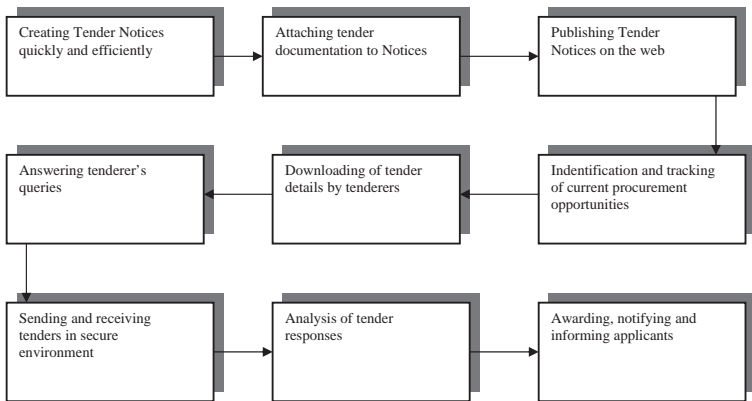 Creating Tender Notices
quickly and efficiently
Attaching tender
documentation to Notices
Publishing Tender
Notices on the web
Answering tenderer's
queries
Downloading of tender
details by tenderers
Indentification and tracking
of current procurement
opportunities
Sending and receiving
tenders in secure
environment
Analysis of tender
responses
Awarding, notifying and
informing applicants